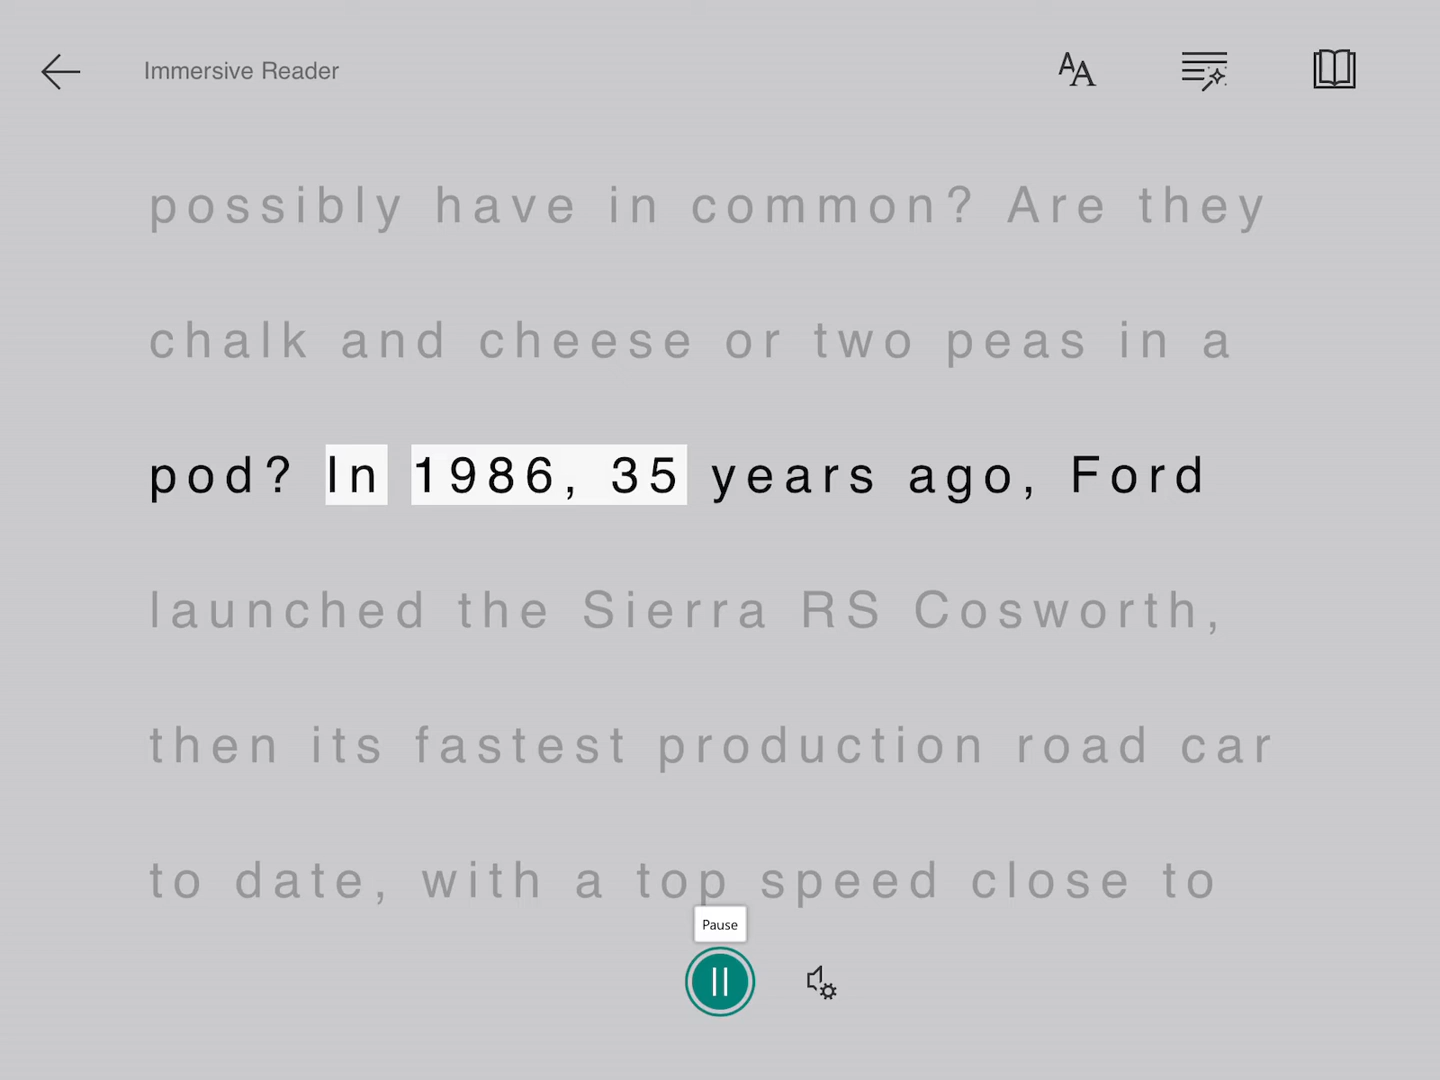 Immersive Reader
possibly have in common? Are they
chalk and cheese or two peas in a
pod? In 1986, 35 years ago, Ford
launched the Sierra RS Cosworth,
then its fastest production road car
to date, with a top speed close to
Pause